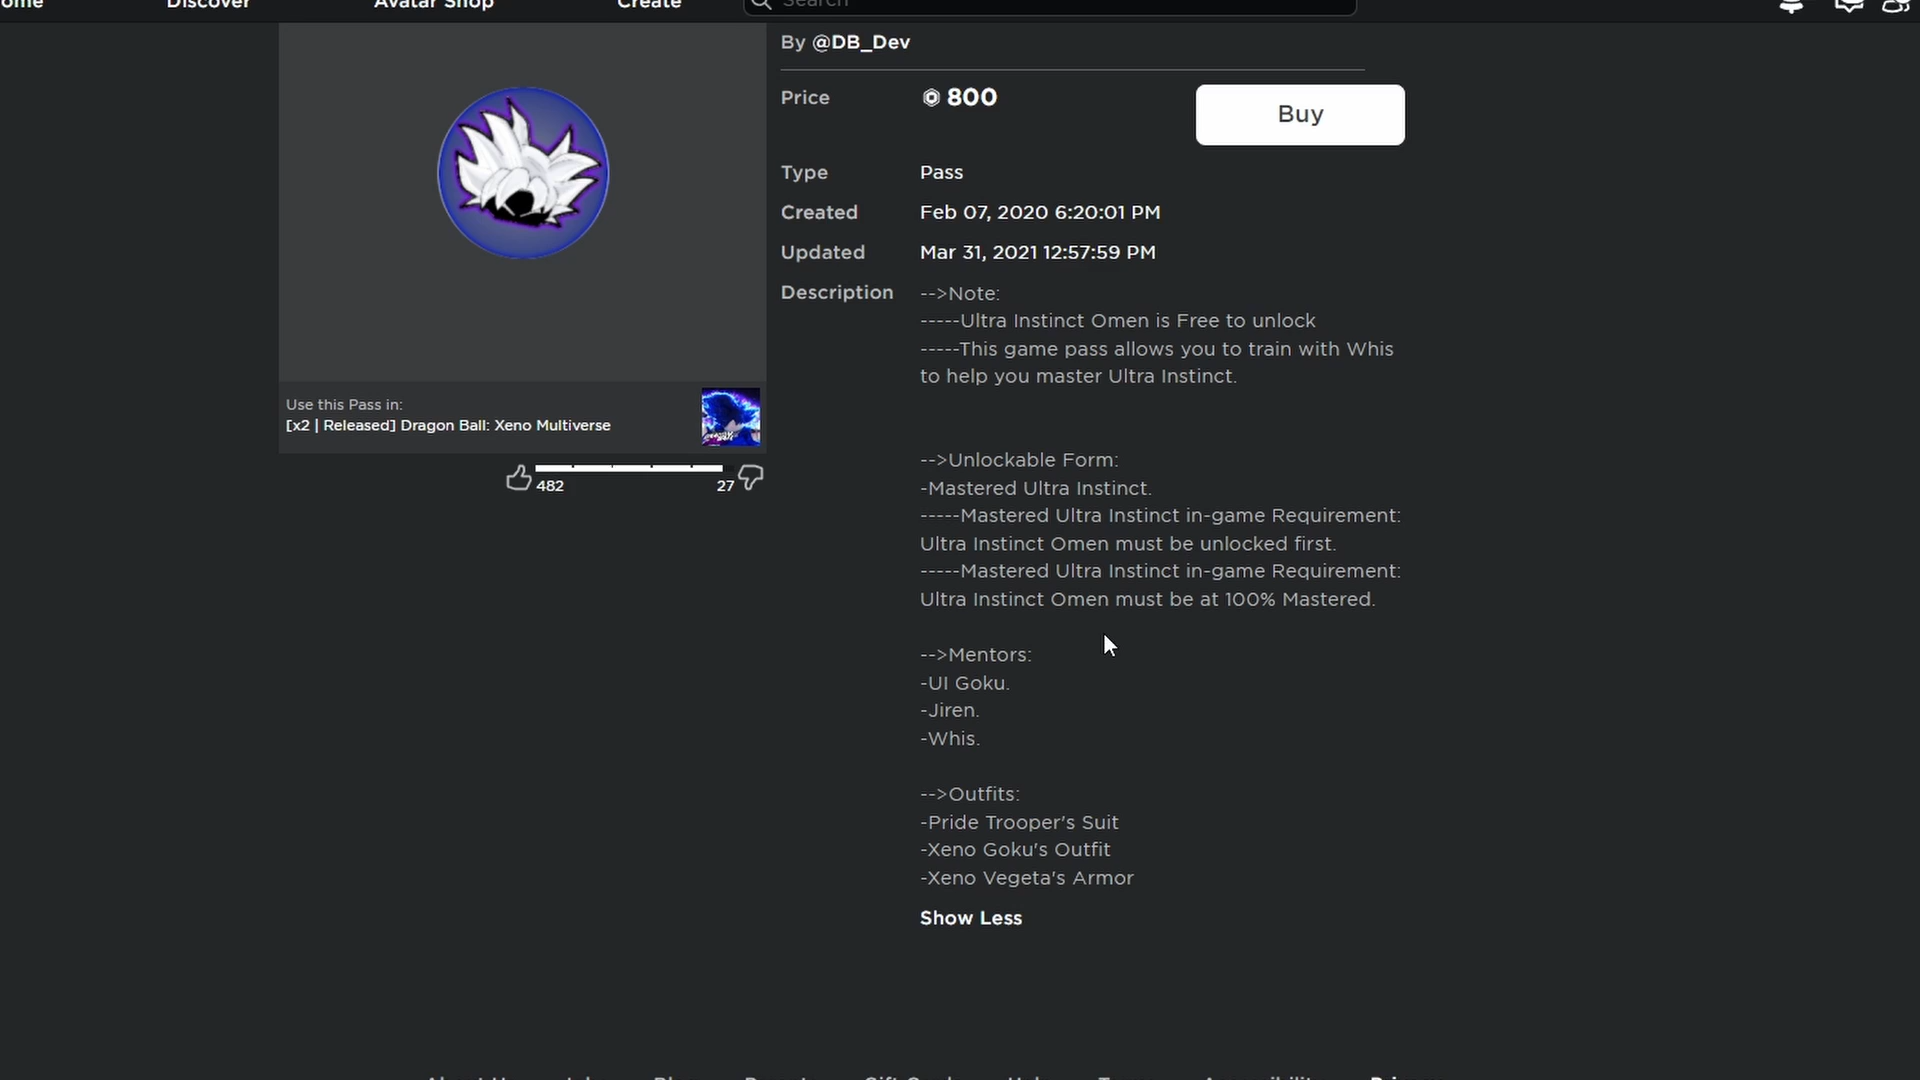 Discover
Avatar Shop
Create
Search
By @DB_Dev
Price 800
Buy
Type Pass
Created Feb 07, 2020 6:20:01 PM
Updated Mar 31, 2021 12:57:59 PM
Description -->Note:
-----Ultra Instinct Omen is Free to unlock
-----This game pass allows you to train with Whis
to help you master Ultra Instinct.
-->Unlockable Form:
-Mastered Ultra Instinct.
-----Mastered Ultra Instinct in-game Requirement:
Ultra Instinct Omen must be unlocked first.
-----Mastered Ultra Instinct in-game Requirement:
Ultra Instinct Omen must be at 100% Mastered.
-->Mentors:
-UI Goku.
-Jiren.
-Whis.
-->Outfits:
-Pride Trooper's Suit
-Xeno Goku's Outfit
-Xeno Vegeta's Armor
Show Less
Use this Pass in:
[x2 | Released] Dragon Ball: Xeno Multiverse
482
27